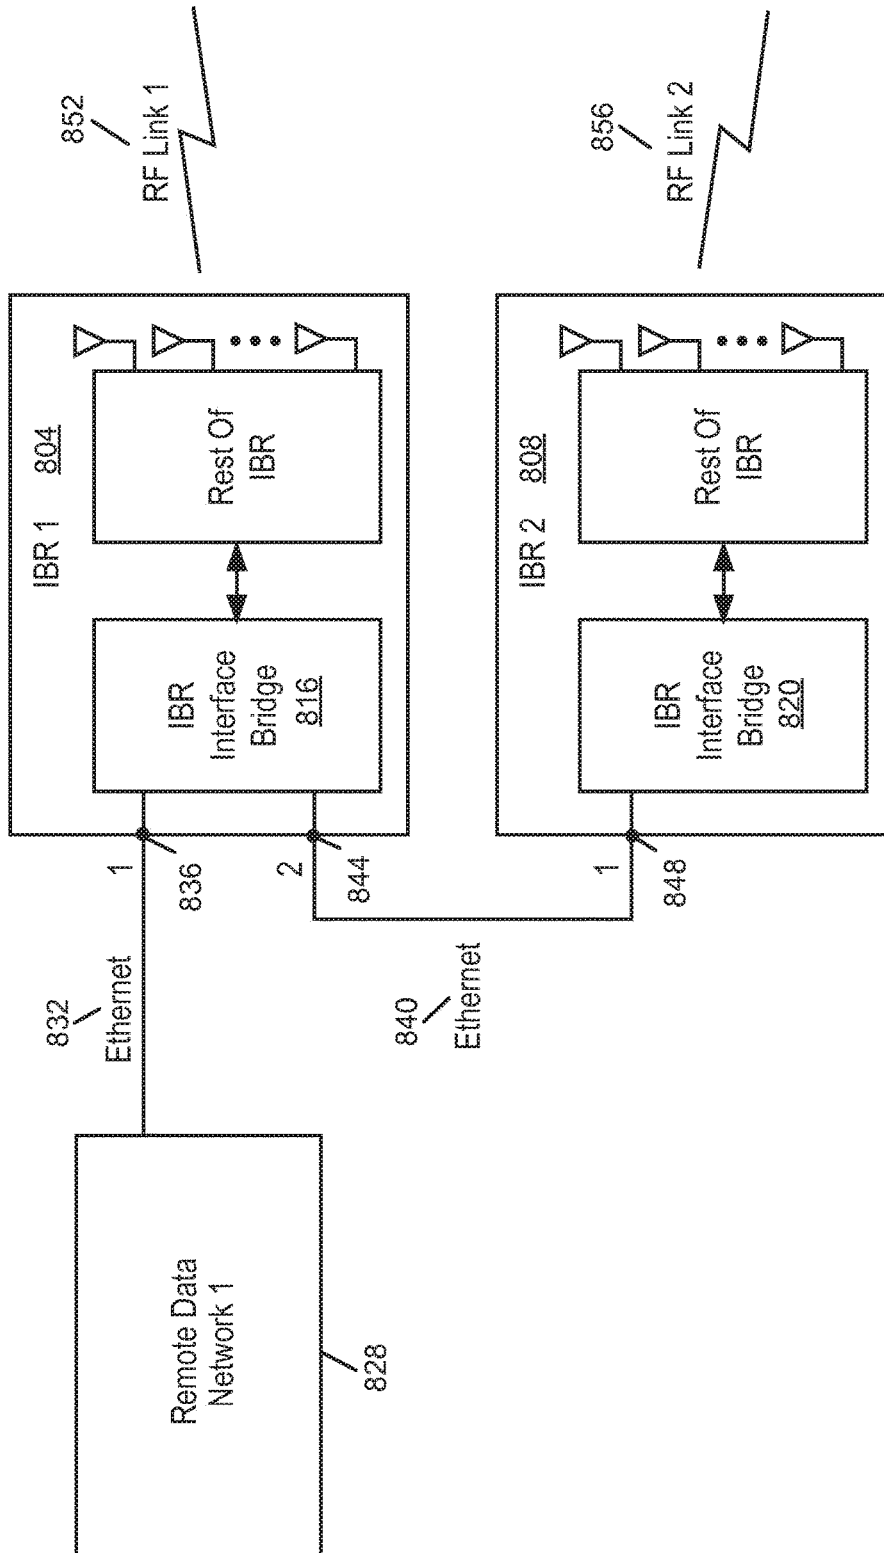 852
RF Link 1
856
RF Link 2
IBR 1
804
Rest Of
IBR
IBR
Interface
Bridge
816
1
836
2
844
IBR 2
808
Rest Of
IBR
IBR
Interface
Bridge
820
1
848
832
Ethernet
840
Ethernet
Remote Data
Network 1
828